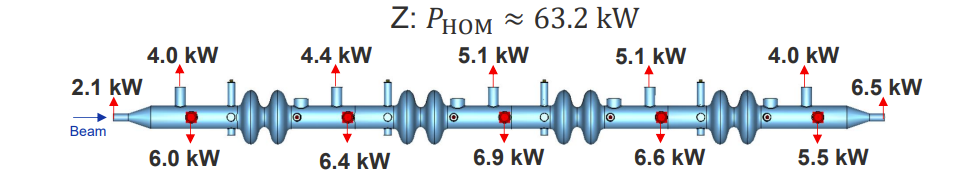 Z: P_HOM ≈ 63.2 kW
4.0 kW 4.4 kW 5.1 kW 5.1 kW 4.0 kW
2.1 kW 6.5 kW
Beam
6.0 kW 6.4 kW 6.9 kW 6.6 kW 5.5 kW